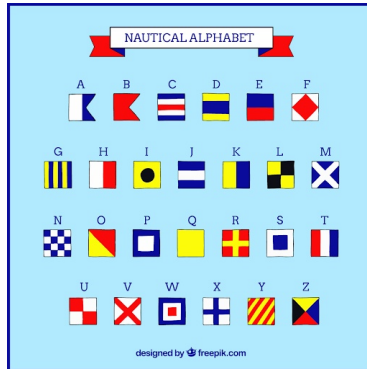 NAUTICAL ALPHABET
A B C D E F
G H I J K L M
N O P Q R S T
U V W X Y Z
designed by freepik.com